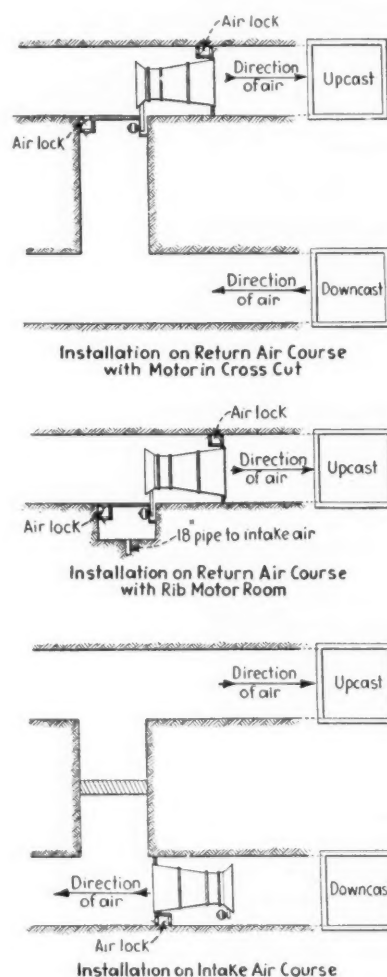 Air lock
Direction
of air
Upcast
Air lock
Direction
of air
Downcast
Installation on Return Air Course
with Motor in Cross Cut
Air lock
Direction
of air
Upcast
Air lock
18" pipe to intake air
Installation on Return Air Course
with Rib Motor Room
Direction
of air
Upcast
Direction
of air
Downcast
Air lock
Installation on Intake Air Course